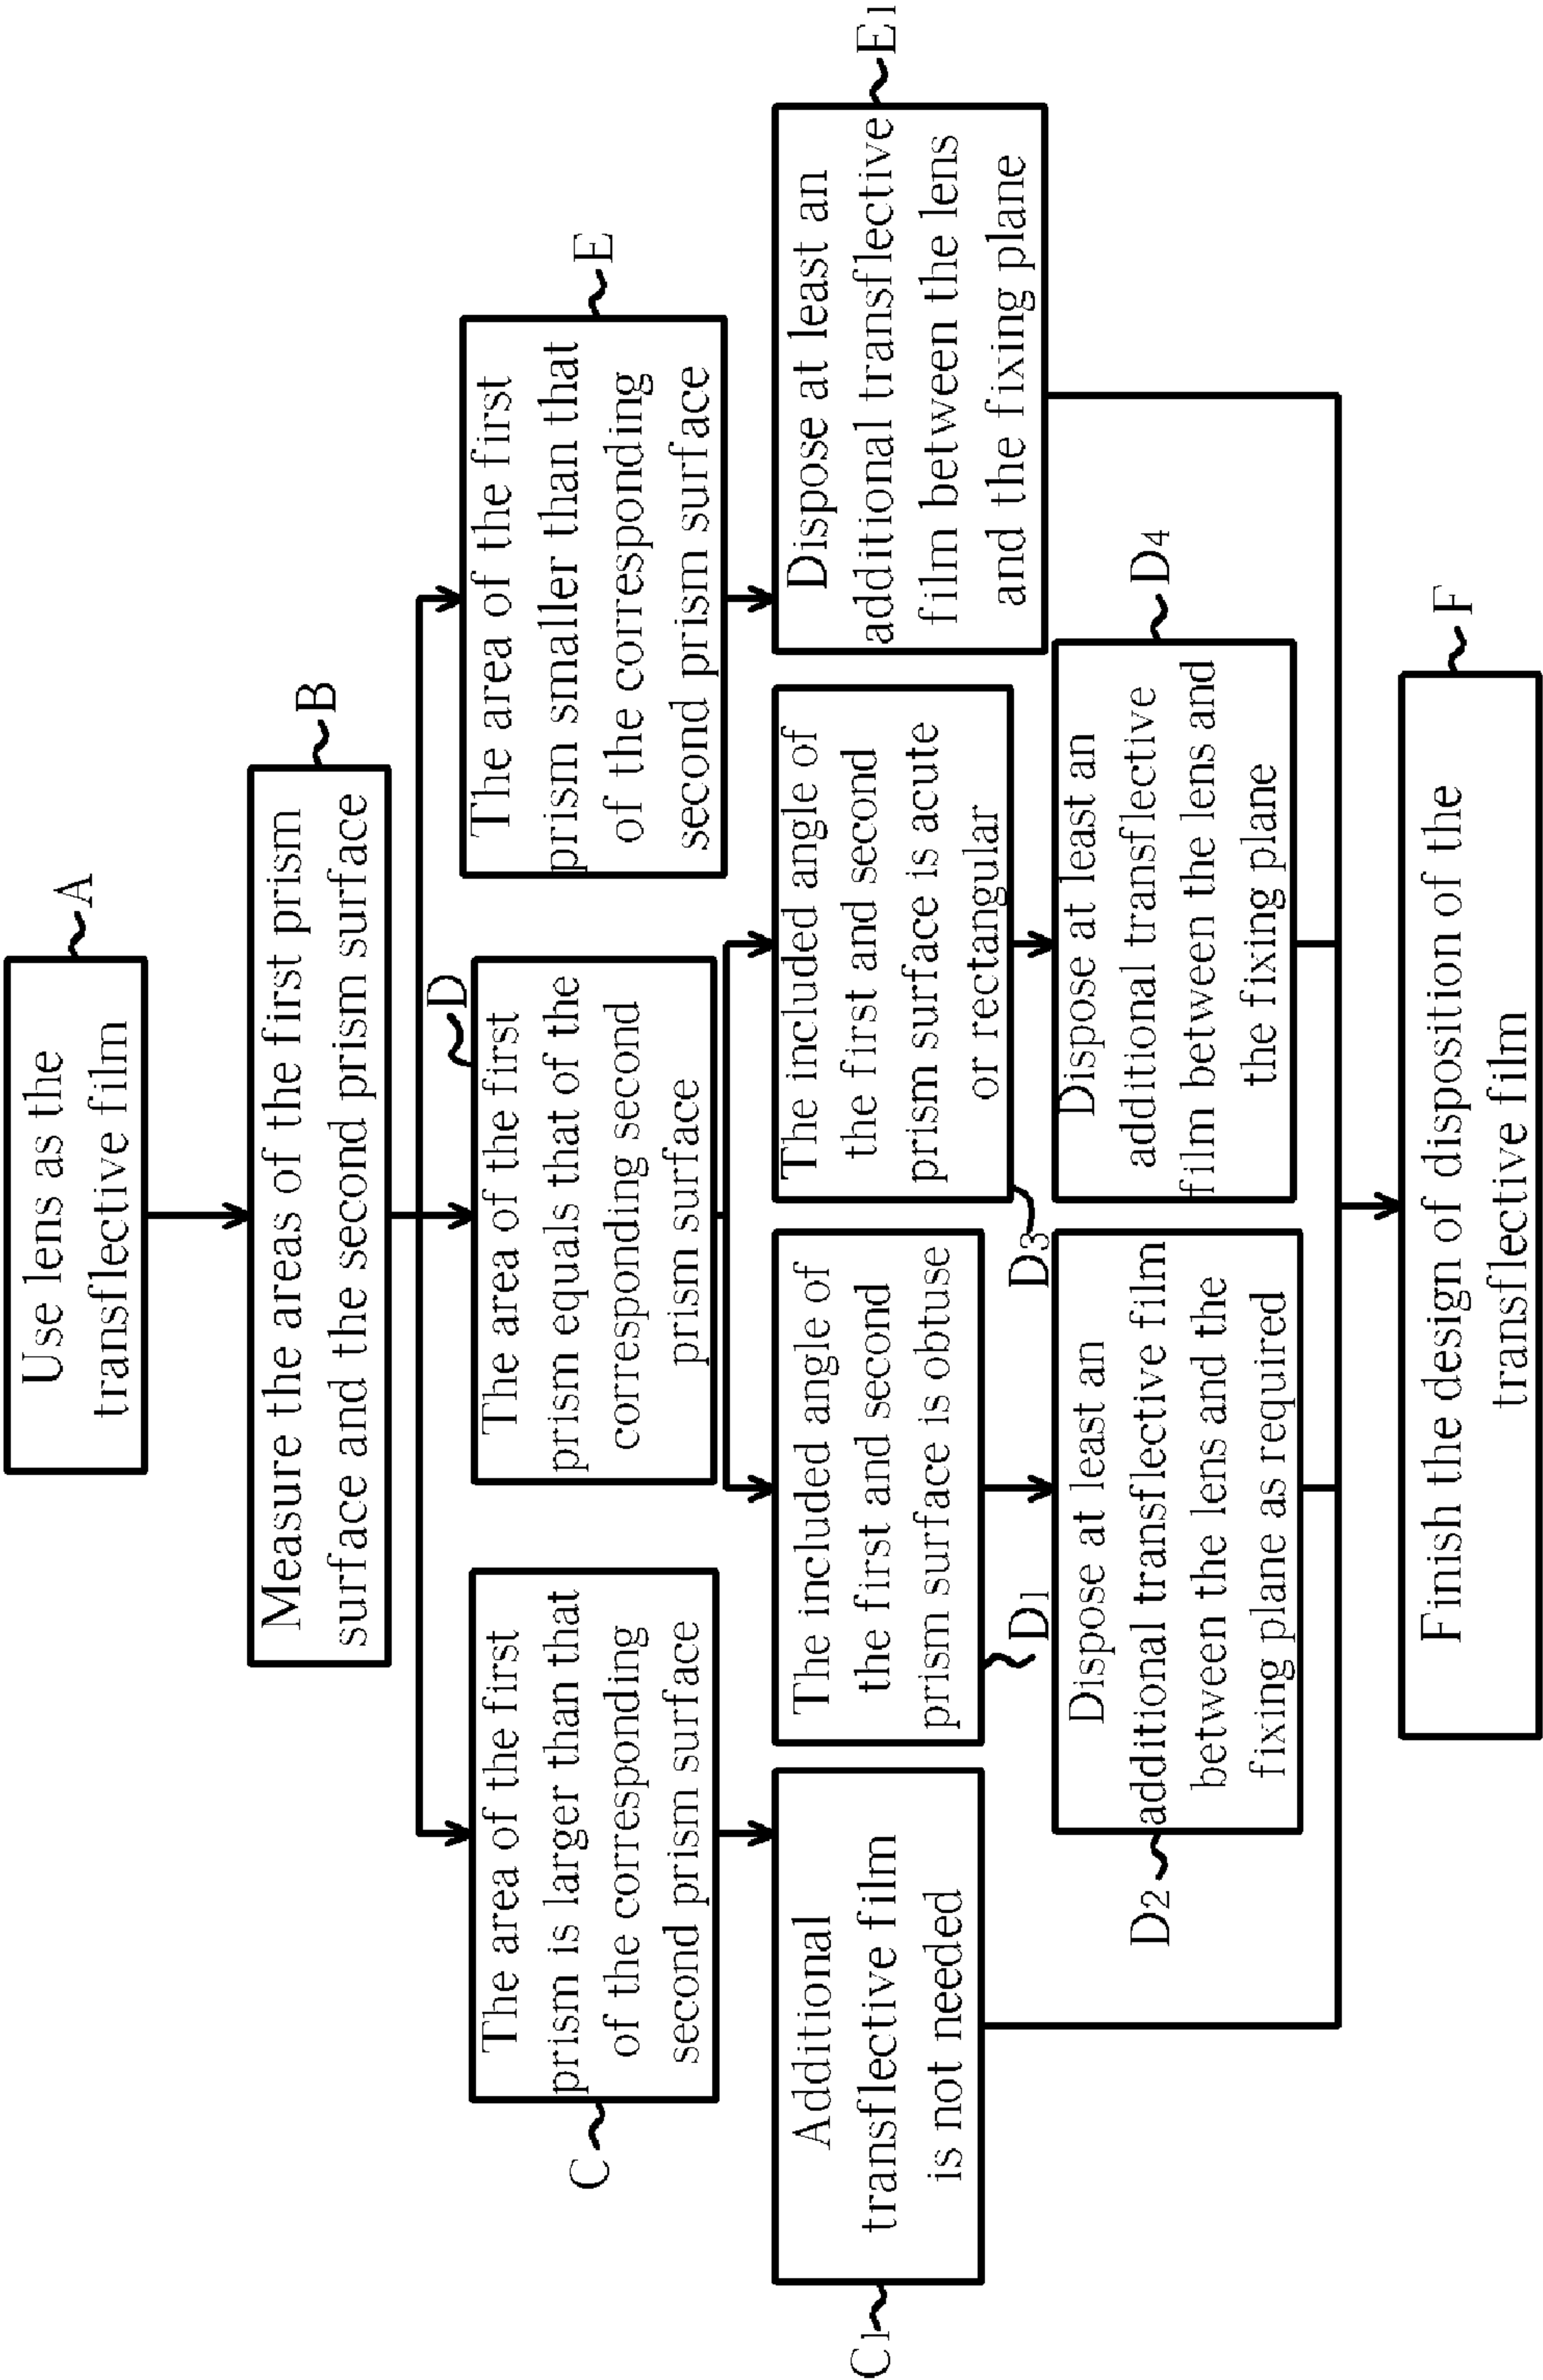 Use lens as the
transflective film
A
Measure the areas of the first prism
surface and the second prism surface
B
The area of the first
prism is larger than that
of the corresponding
second prism surface
C
The area of the first
prism equals that of the
corresponding second
prism surface
D
The area of the first
prism smaller than that
of the corresponding
second prism surface
E
Additional
transflective film
is not needed
C1
The included angle of
the first and second
prism surface is obtuse
D1
The included angle of
the first and second
prism surface is acute
or rectangular
D3
Dispose at least an
additional transflective
film between the lens
and the fixing plane
E1
Dispose at least an
additional transflective film
between the lens and the
fixing plane as required
D2
Dispose at least an
additional transflective
film between the lens and
the fixing plane
D4
Finish the design of disposition of the
transflective film
F